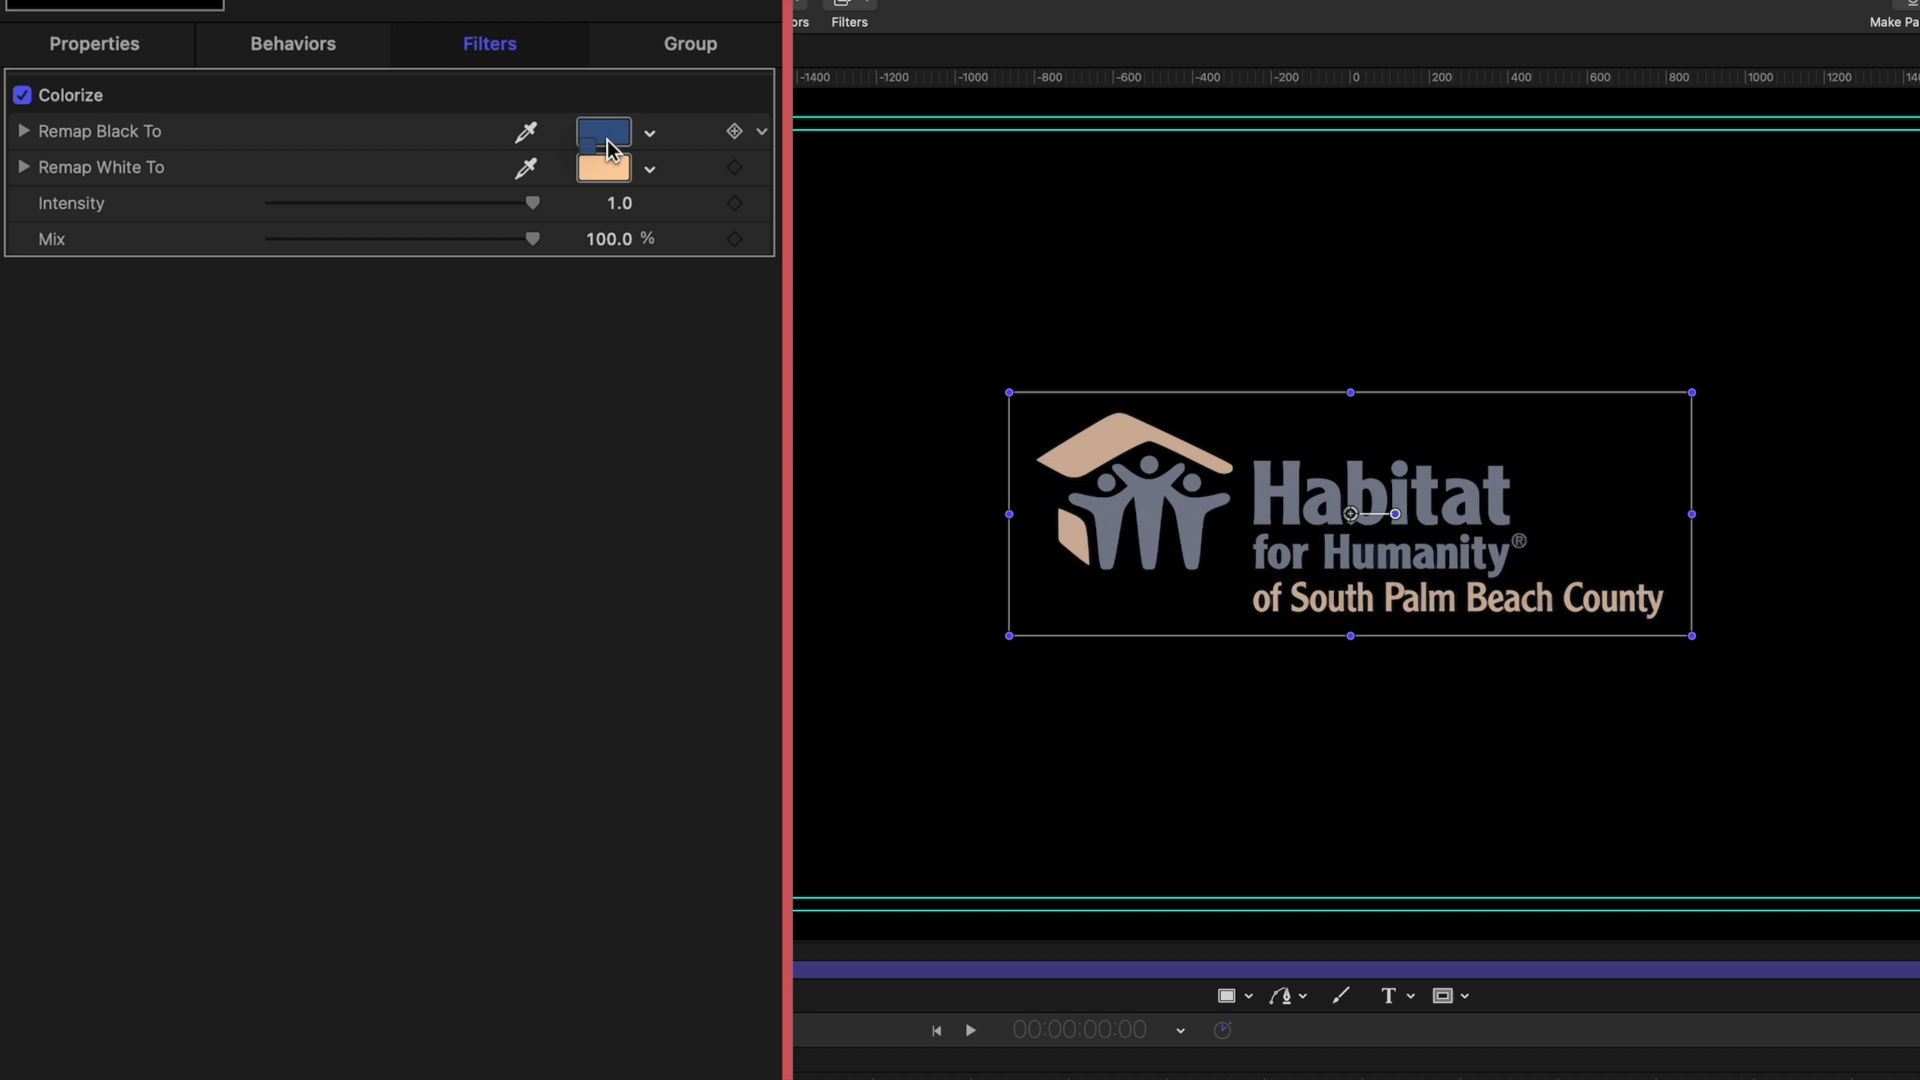 Filters
Make Pa
Properties
Behaviors
Filters
Group
-1400 -1200 -1000 -800 -600 -400 -200 0 200 400 600 800 1000 1200
Colorize
Remap Black To
Remap White To
Intensity 1.0
Mix 100.0 %
Habitat
for Humanity®
of South Palm Beach County
T
00:00:00:00